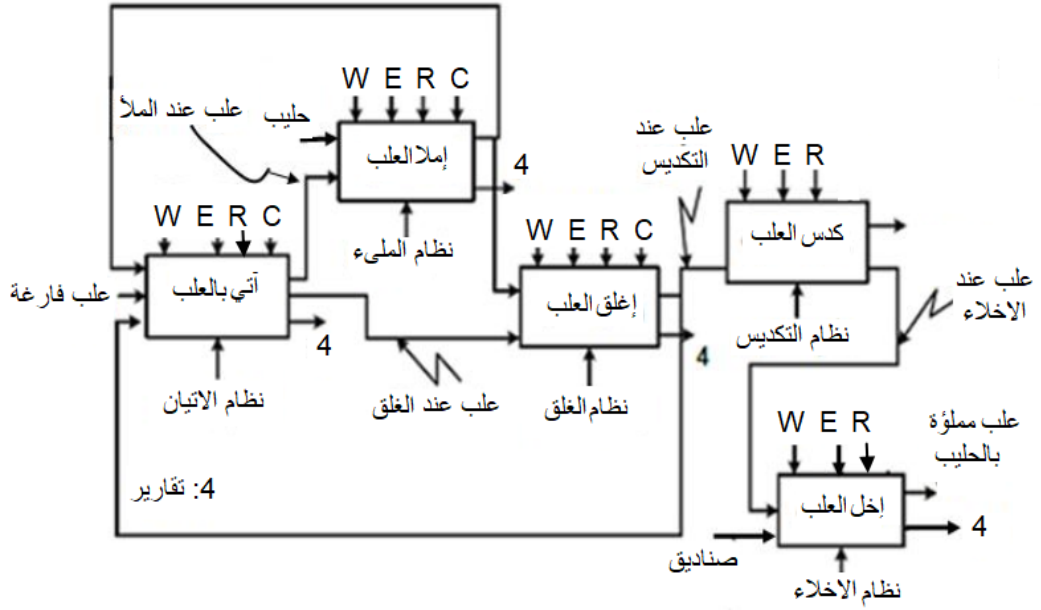 W E R C
علب عند الملأ
حليب
إملا العلب
4
نظام المليء
علب عند
التكديس
W E R
كدس العلب
نظام التكديس
W E R C
علب فارغة
آتي بالعلب
4
نظام الاتيان
W E R C
إغلق العلب
4
نظام الغلق
علب عند الغلق
علب عند
الاخلاء
4: تقارير
W E R
علب مملؤة
بالحليب
إخل العلب
4
صناديق
نظام الاخلاء